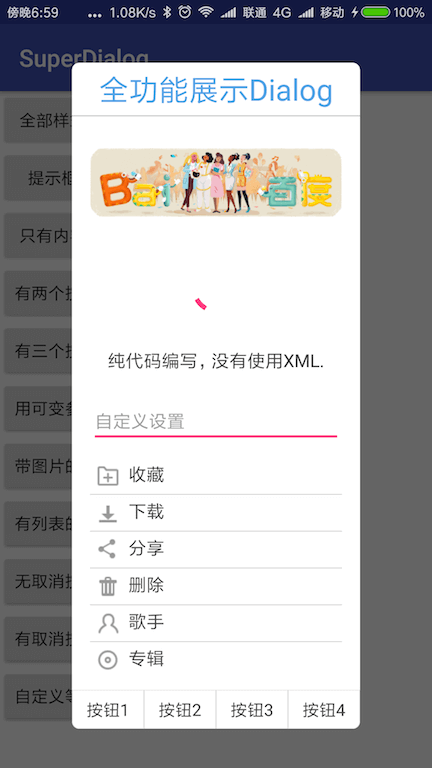 傍晚6:59 ... 1.08K/s 联通 4G 移动 100%
SuperDialog
全功能展示Dialog
全部样
提示框
Bai 百度
只有内
有两个
有三个
纯代码编写，没有使用XML.
用可变
自定义设置
带图片的
收藏
有列表的
下载
分享
无取消
删除
有取消
歌手
专辑
自定义
按钮1 按钮2 按钮3 按钮4